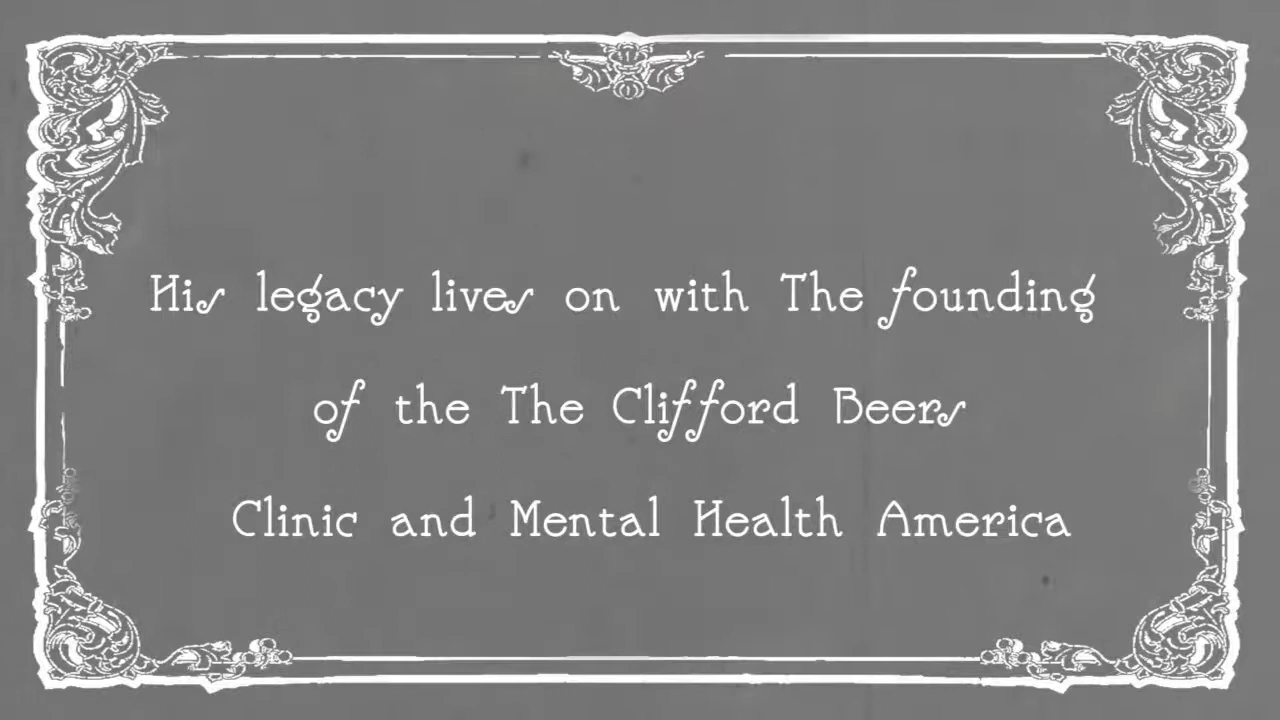 His legacy lives on with The founding
of the The Clifford Beers
Clinic and Mental Health America